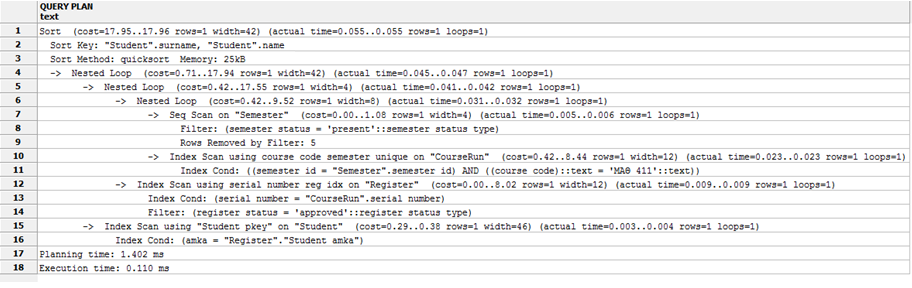 QUERY PLAN
text
1 Sort (cost=17.95..17.96 rows=1 width=42) (actual time=0.055..0.055 rows=1 loops=1)
2 Sort Key: "Student".surname, "Student".name
3 Sort Method: quicksort Memory: 25kB
4 -> Nested Loop (cost=0.71..17.94 rows=1 width=42) (actual time=0.045..0.047 rows=1 loops=1)
5 -> Nested Loop (cost=0.42..17.55 rows=1 width=4) (actual time=0.041..0.042 rows=1 loops=1)
6 -> Nested Loop (cost=0.42..9.52 rows=1 width=8) (actual time=0.031..0.032 rows=1 loops=1)
7 -> Seq Scan on "Semester" (cost=0.00..1.08 rows=1 width=4) (actual time=0.005..0.006 rows=1 loops=1)
8 Filter: (semester status = 'present'::semester status type)
9 Rows Removed by Filter: 5
10 -> Index Scan using course code semester unique on "CourseRun" (cost=0.42..8.44 rows=1 width=12) (actual time=0.023..0.023 rows=1 loops=1)
11 Index Cond: ((semester id = "Semester".semester id) AND ((course code)::text = 'ΜΑΘ 411'::text))
12 -> Index Scan using serial number reg idx on "Register" (cost=0.00..8.02 rows=1 width=12) (actual time=0.009..0.009 rows=1 loops=1)
13 Index Cond: (serial number = "CourseRun".serial number)
14 Filter: (register status = 'approved'::register status type)
15 -> Index Scan using "Student pkey" on "Student" (cost=0.29..0.38 rows=1 width=46) (actual time=0.003..0.004 rows=1 loops=1)
16 Index Cond: (amka = "Register"."Student amka")
17 Planning time: 1.402 ms
18 Execution time: 0.110 ms